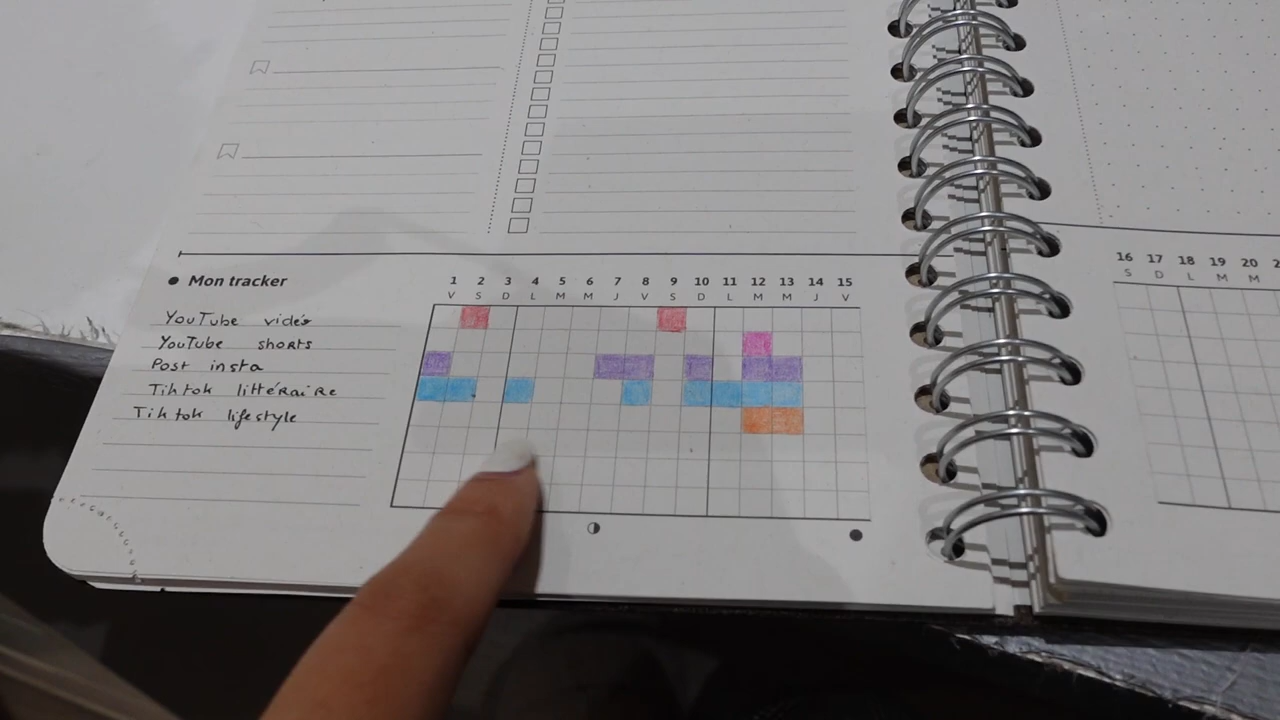 Mon tracker
1 2 3 4 5 6 7 8 9 10 11 12 13 14 15
V S D L M M J V S D L M M J V
YouTube vidéo
YouTube shorts
Post insta
Tiktok littéraire
Tiktok lifestyle
16 17 18 19 20
S D L M M